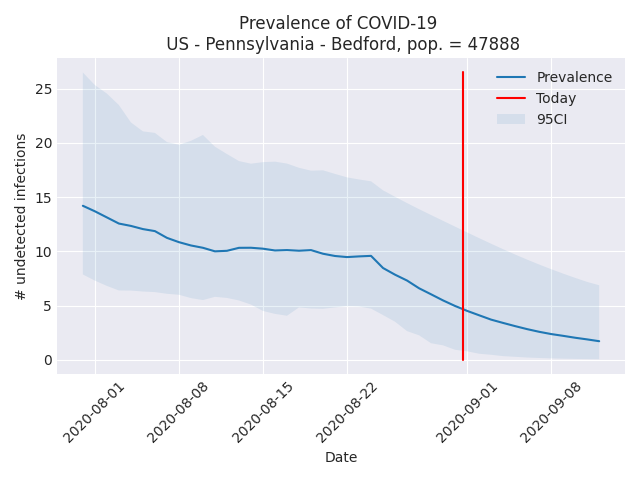 Prevalence of COVID-19
US - Pennsylvania - Bedford, pop. = 47888
Prevalence
Today
95CI
# undetected infections
25
20
15
10
5
0
2020-08-01
2020-08-08
2020-08-15
2020-08-22
2020-09-01
2020-09-08
Date